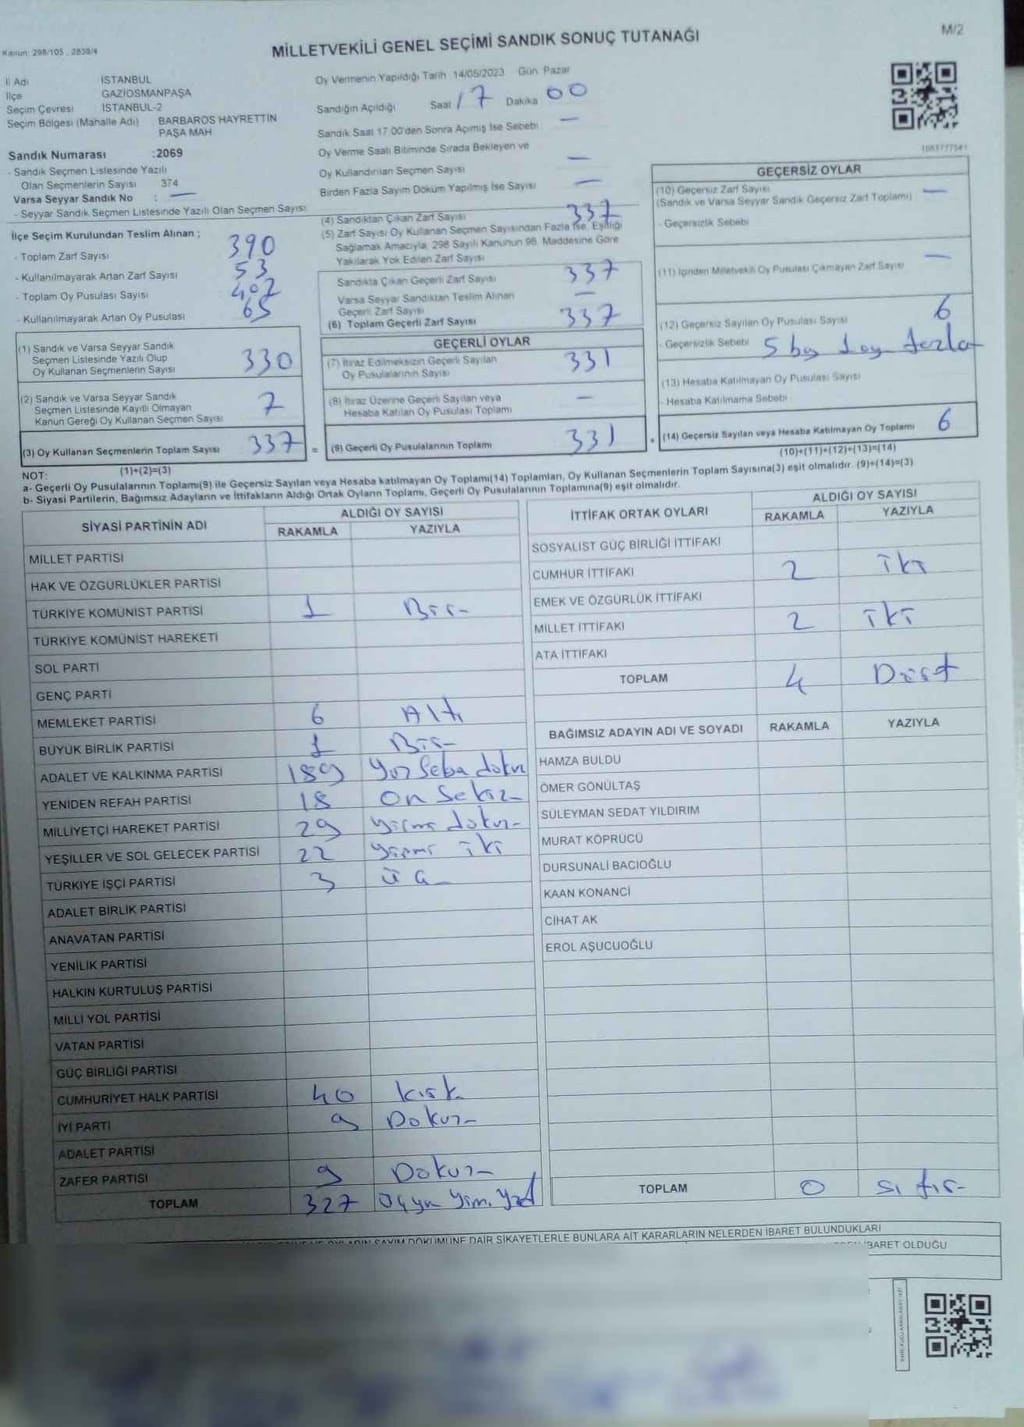 Kanun: 298/105, 2839/4
M/2
MİLLETVEKİLİ GENEL SEÇİMİ SANDIK SONUÇ TUTANAĞI
İl Adı İSTANBUL
İlçe GAZİOSMANPAŞA
Seçim Çevresi İSTANBUL-2
Seçim Bölgesi (Mahalle Adı) BARBAROS HAYRETTİN
PAŞA MAH
Sandık Numarası :2069
- Sandık Seçmen Listesinde Yazılı
Olan Seçmenlerin Sayısı 374
Varsa Seyyar Sandık No : —
- Seyyar Sandık Seçmen Listesinde Yazılı Olan Seçmen Sayısı:
İlçe Seçim Kurulundan Teslim Alınan ;
- Toplam Zarf Sayısı 390
- Kullanılmayarak Artan Zarf Sayısı 53
- Toplam Oy Pusulası Sayısı 402
- Kullanılmayarak Artan Oy Pusulası 65
(1) Sandık ve Varsa Seyyar Sandık
Seçmen Listesinde Yazılı Olup
Oy Kullanan Seçmenlerin Sayısı 330
(2) Sandık ve Varsa Seyyar Sandık
Seçmen Listesinde Kayıtlı Olmayan
Kanun Gereği Oy Kullanan Seçmen Sayısı 7
(3) Oy Kullanan Seçmenlerin Toplam Sayısı 337 =
(1)+(2)=(3)
Oy Vermenin Yapıldığı Tarih 14/05/2023 Gün Pazar
Sandığın Açıldığı Saat 17 Dakika 00
Sandık Saat 17.00'den Sonra Açımış İse Sebebi —
Oy Verme Saati Bitiminde Sırada Bekleyen ve
Oy Kullandırılan Seçmen Sayısı —
Birden Fazla Sayım Döküm Yapılmış İse Sayısı —
(4) Sandıktan Çıkan Zarf Sayısı 337
(5) Zarf Sayısı Oy Kullanan Seçmen Sayısından Fazla İse, Eşitliği
Sağlamak Amacıyla, 298 Sayılı Kanunun 98. Maddesine Göre
Yakılarak Yok Edilen Zarf Sayısı
Sandıkta Çıkan Geçerli Zarf Sayısı 337
Varsa Seyyar Sandıktan Teslim Alınan
Geçerli Zarf Sayısı —
(6) Toplam Geçerli Zarf Sayısı 337
GEÇERLİ OYLAR
(7) İtiraz Edilmeksizin Geçerli Sayılan
Oy Pusulalarının Sayısı 331
(8) İtiraz Üzerine Geçerli Sayılan veya
Hesaba Katılan Oy Pusulası Toplamı —
(9) Geçerli Oy Pusulalarının Toplamı 331 +
GEÇERSİZ OYLAR
(10) Geçersiz Zarf Sayısı
(Sandık ve Varsa Seyyar Sandık Geçersiz Zarf Toplamı) —
- Geçersizlik Sebebi
(11) İçinden Milletvekili Oy Pusulası Çıkmayan Zarf Sayısı —
(12) Geçersiz Sayılan Oy Pusulası Sayısı 6
- Geçersizlik Sebebi 5 boş 1 oy fazla
(13) Hesaba Katılmayan Oy Pusulası Sayısı
- Hesaba Katılmama Sebebi
(14) Geçersiz Sayılan veya Hesaba Katılmayan Oy Toplamı 6
(10)+(11)+(12)+(13)=(14)
NOT:
a- Geçerli Oy Pusulalarının Toplamı(9) ile Geçersiz Sayılan veya Hesaba katılmayan Oy Toplamı(14) Toplamları, Oy Kullanan Seçmenlerin Toplam Sayısına(3) eşit olmalıdır. (9)+(14)=(3)
b- Siyasi Partilerin, Bağımsız Adayların ve İttifakların Aldığı Ortak Oyların Toplamı, Geçerli Oy Pusulalarının Toplamına(9) eşit olmalıdır.
SİYASİ PARTİNİN ADI ALDIĞI OY SAYISI
RAKAMLA YAZIYLA
MİLLET PARTİSİ
HAK VE ÖZGÜRLÜKLER PARTİSİ
TÜRKİYE KOMÜNİST PARTİSİ 1 Bir
TÜRKİYE KOMÜNİST HAREKETİ
SOL PARTİ
GENÇ PARTİ
MEMLEKET PARTİSİ 6 Altı
BÜYÜK BİRLİK PARTİSİ 1 Bir
ADALET VE KALKINMA PARTİSİ 189 Yüz Seksa dokuz
YENİDEN REFAH PARTİSİ 18 On Sekiz
MİLLİYETÇİ HAREKET PARTİSİ 29 yirmi dokuz
YEŞİLLER VE SOL GELECEK PARTİSİ 22 yirmi iki
TÜRKİYE İŞÇİ PARTİSİ 3 üç
ADALET BİRLİK PARTİSİ
ANAVATAN PARTİSİ
YENİLİK PARTİSİ
HALKIN KURTULUŞ PARTİSİ
MİLLİ YOL PARTİSİ
VATAN PARTİSİ
GÜÇ BİRLİĞİ PARTİSİ
CUMHURİYET HALK PARTİSİ 40 kırk
İYİ PARTİ 9 Dokuz
ADALET PARTİSİ
ZAFER PARTİSİ 9 Dokuz
TOPLAM 327
İTTİFAK ORTAK OYLARI ALDIĞI OY SAYISI
RAKAMLA YAZIYLA
SOSYALİST GÜÇ BİRLİĞİ İTTİFAKI
CUMHUR İTTİFAKI 2 iki
EMEK VE ÖZGÜRLÜK İTTİFAKI
MİLLET İTTİFAKI 2 iki
ATA İTTİFAKI
TOPLAM 4 Dört
BAĞIMSIZ ADAYIN ADI VE SOYADI RAKAMLA YAZIYLA
HAMZA BULDU
ÖMER GÖNÜLTAŞ
SÜLEYMAN SEDAT YILDIRIM
MURAT KÖPRÜCÜ
DURSUNALİ BACIOĞLU
KAAN KONANCİ
CİHAT AK
EROL AŞUCUOĞLU
TOPLAM 0 sıfır
SAYIM DÖKÜMÜNE DAİR ŞİKAYETLERLE BUNLARA AİT KARARLARIN NELERDEN İBARET BULUNDUKLARI
İBARET OLDUĞU